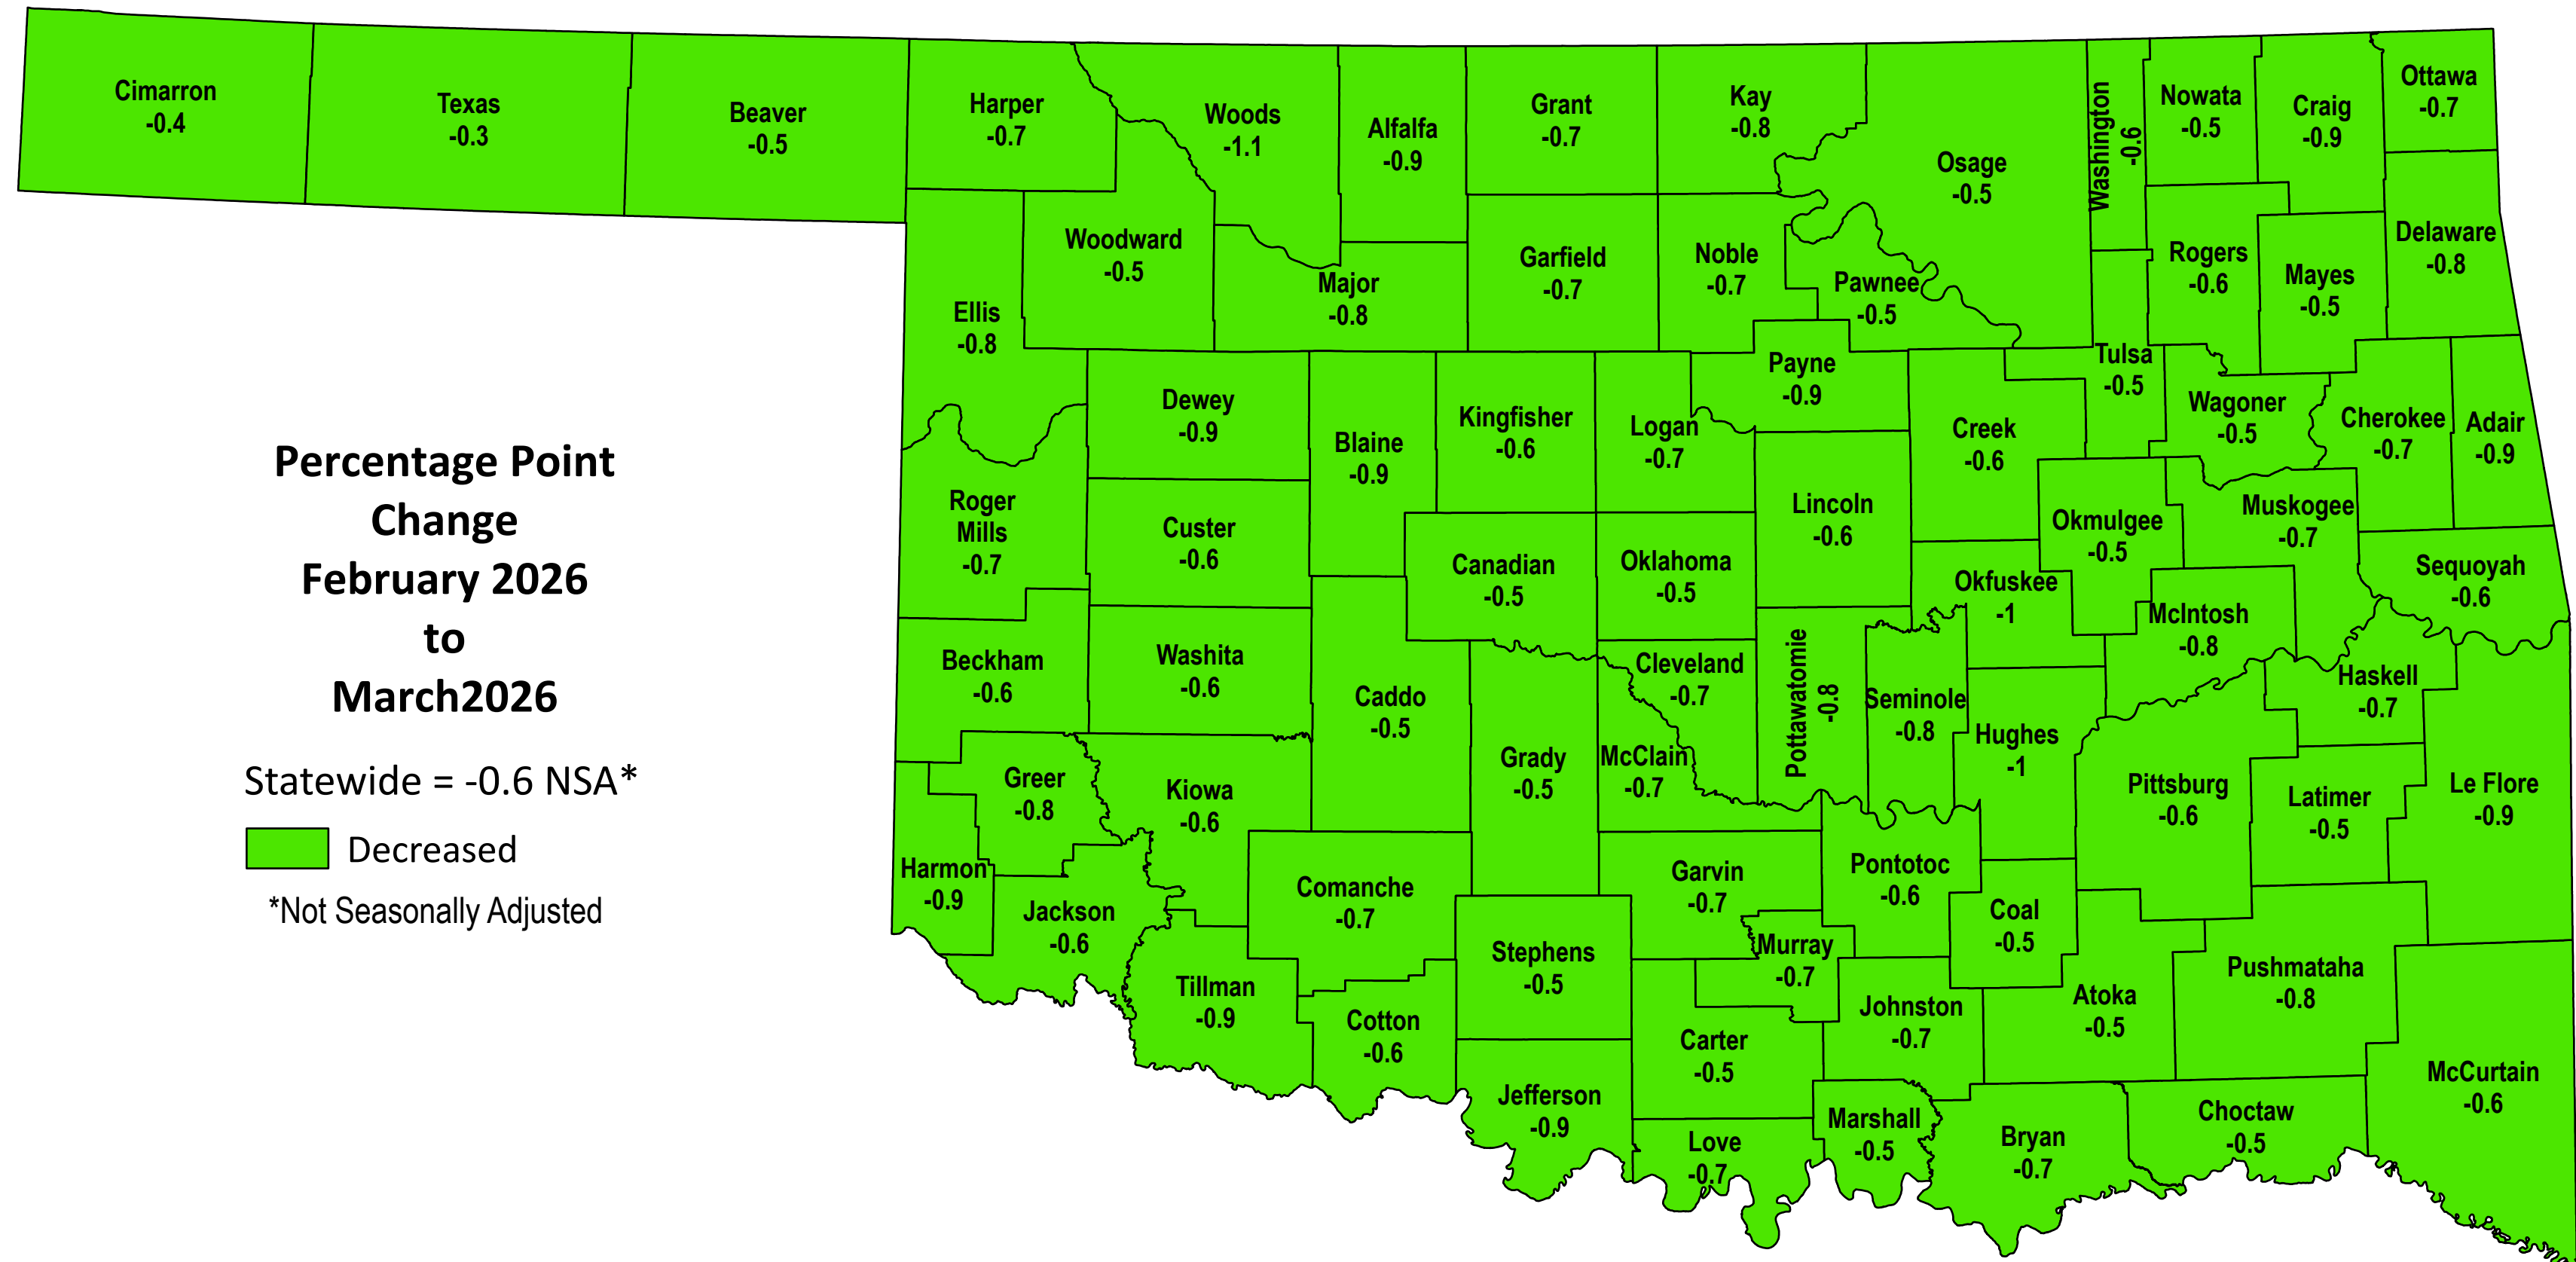 Cimarron
-0.4
Texas
-0.3
Beaver
-0.5
Harper
-0.7
Woods
-1.1
Alfalfa
-0.9
Grant
-0.7
Kay
-0.8
Osage
-0.5
Washington
-0.6
Nowata
-0.5
Craig
-0.9
Ottawa
-0.7
Ellis
-0.8
Woodward
-0.5
Major
-0.8
Garfield
-0.7
Noble
-0.7
Pawnee
-0.5
Rogers
-0.6
Mayes
-0.5
Delaware
-0.8
Dewey
-0.9
Blaine
-0.9
Kingfisher
-0.6
Logan
-0.7
Payne
-0.9
Creek
-0.6
Tulsa
-0.5
Wagoner
-0.5
Cherokee
-0.7
Adair
-0.9
Percentage Point
Change
February 2026
to
March2026
Statewide = -0.6 NSA*
Decreased
*Not Seasonally Adjusted
Roger
Mills
-0.7
Custer
-0.6
Canadian
-0.5
Oklahoma
-0.5
Lincoln
-0.6
Okfuskee
-1
Okmulgee
-0.5
Muskogee
-0.7
McIntosh
-0.8
Sequoyah
-0.6
Beckham
-0.6
Washita
-0.6
Caddo
-0.5
Grady
-0.5
McClain
-0.7
Cleveland
-0.7
Pottawatomie
-0.8
Seminole
-0.8
Hughes
-1
Pittsburg
-0.6
Haskell
-0.7
Latimer
-0.5
Le Flore
-0.9
Harmon
-0.9
Greer
-0.8
Kiowa
-0.6
Jackson
-0.6
Comanche
-0.7
Tillman
-0.9
Cotton
-0.6
Stephens
-0.5
Garvin
-0.7
Murray
-0.7
Pontotoc
-0.6
Coal
-0.5
Johnston
-0.7
Atoka
-0.5
Pushmataha
-0.8
Carter
-0.5
Jefferson
-0.9
Love
-0.7
Marshall
-0.5
Bryan
-0.7
Choctaw
-0.5
McCurtain
-0.6